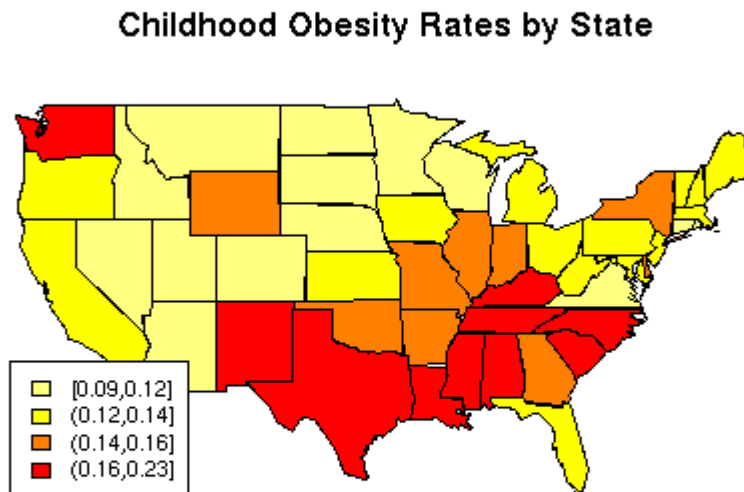 Childhood Obesity Rates by State
[0.09,0.12]
(0.12,0.14]
(0.14,0.16]
(0.16,0.23]